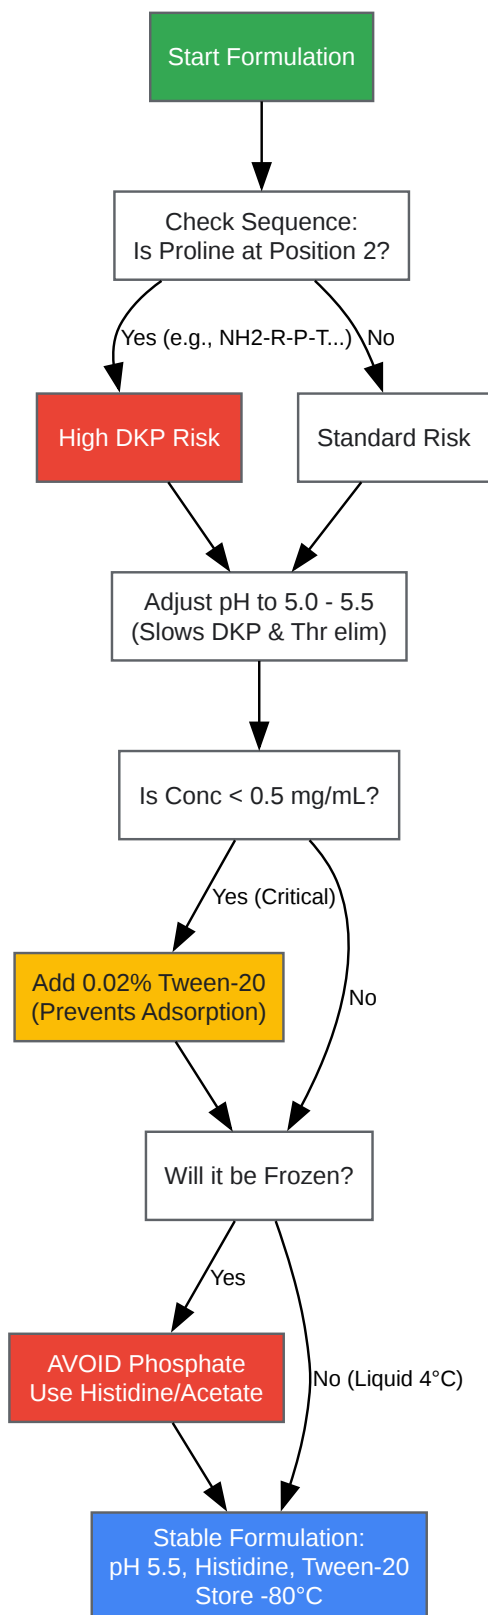 Start Formulation
Check Sequence:
Is Proline at Position 2?
Yes (e.g., NH2-R-P-T...)
No
High DKP Risk
Standard Risk
Adjust pH to 5.0 - 5.5
(Slows DKP & Thr elim)
Is Conc < 0.5 mg/mL?
Yes (Critical)
Add 0.02% Tween-20
(Prevents Adsorption)
No
Will it be Frozen?
Yes
AVOID Phosphate
Use Histidine/Acetate
No (Liquid 4°C)
Stable Formulation:
pH 5.5, Histidine, Tween-20
Store -80°C